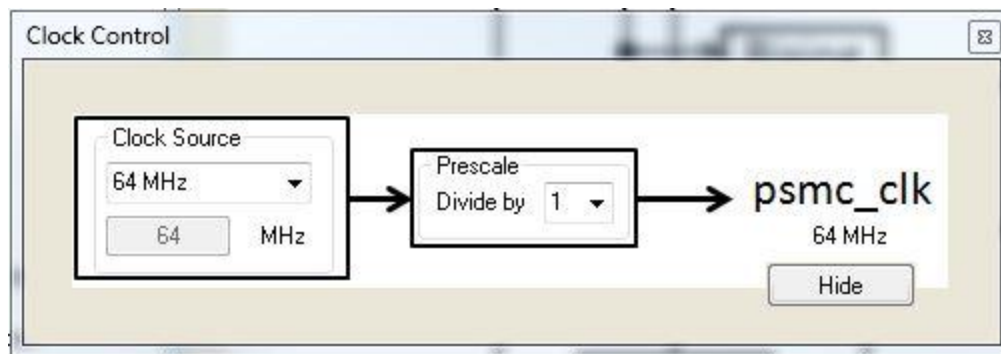 Clock Control
Clock Source
64 MHz
64 MHz
Prescale
Divide by 1
psmc_clk
64 MHz
Hide